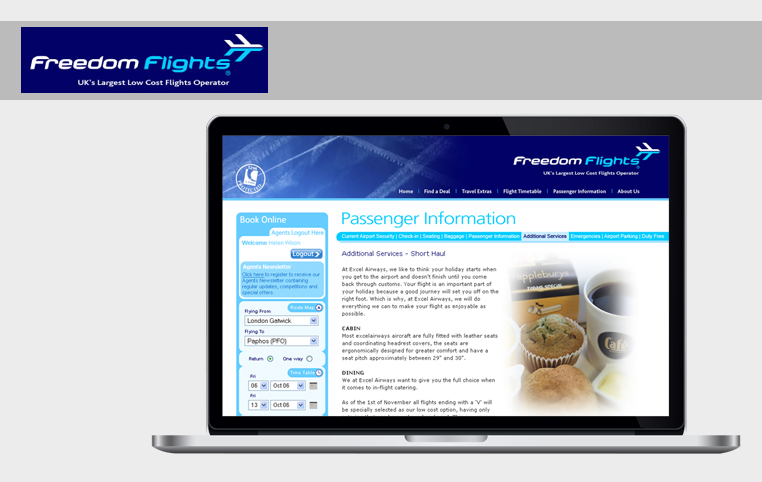 Freedom Flights®
UK's Largest Low Cost Flights Operator
Freedom Flights®
UK's Largest Low Cost Flights Operator
Home | Find a Deal | Travel Extras | Flight Timetable | Passenger Information | About Us
Book Online
Agents Logout Here
Welcome Helen Wilson
Logout
Agents Newsletter
Click here to register to receive our
Agents Newsletter containing
regular updates, competitions and
special offers
Route Map
Flying From
London Gatwick
Flying To
Paphos (PFO)
Return
One way
Time Table
Fri
06
Oct 06
Fri
13
Oct 06
Passenger Information
Current Airport Security | Check-in | Seating | Baggage | Passenger Information | Additional Services | Emergencies | Airport Parking | Duty Free
Additional Services - Short Haul
At Excel Airways, we like to think your holiday starts when
you get to the airport and doesn't finish until you come
back through customs. Your flight is an important part of
your holiday because a good journey will set you off on the
right foot. Which is why, at Excel Airways, we will do
everything we can to make your flight as enjoyable as
possible.
CABIN
Most excelairways aircraft are fully fitted with leather seats
and coordinating headrest covers, the seats are
ergonomically designed for greater comfort and have a
seat pitch approximately between 29" and 30".
DINING
We at Excel Airways want to give you the full choice when
it comes to in-flight catering.
As of the 1st of November all flights ending with a 'V' will
be specially selected as our low cost option, having only